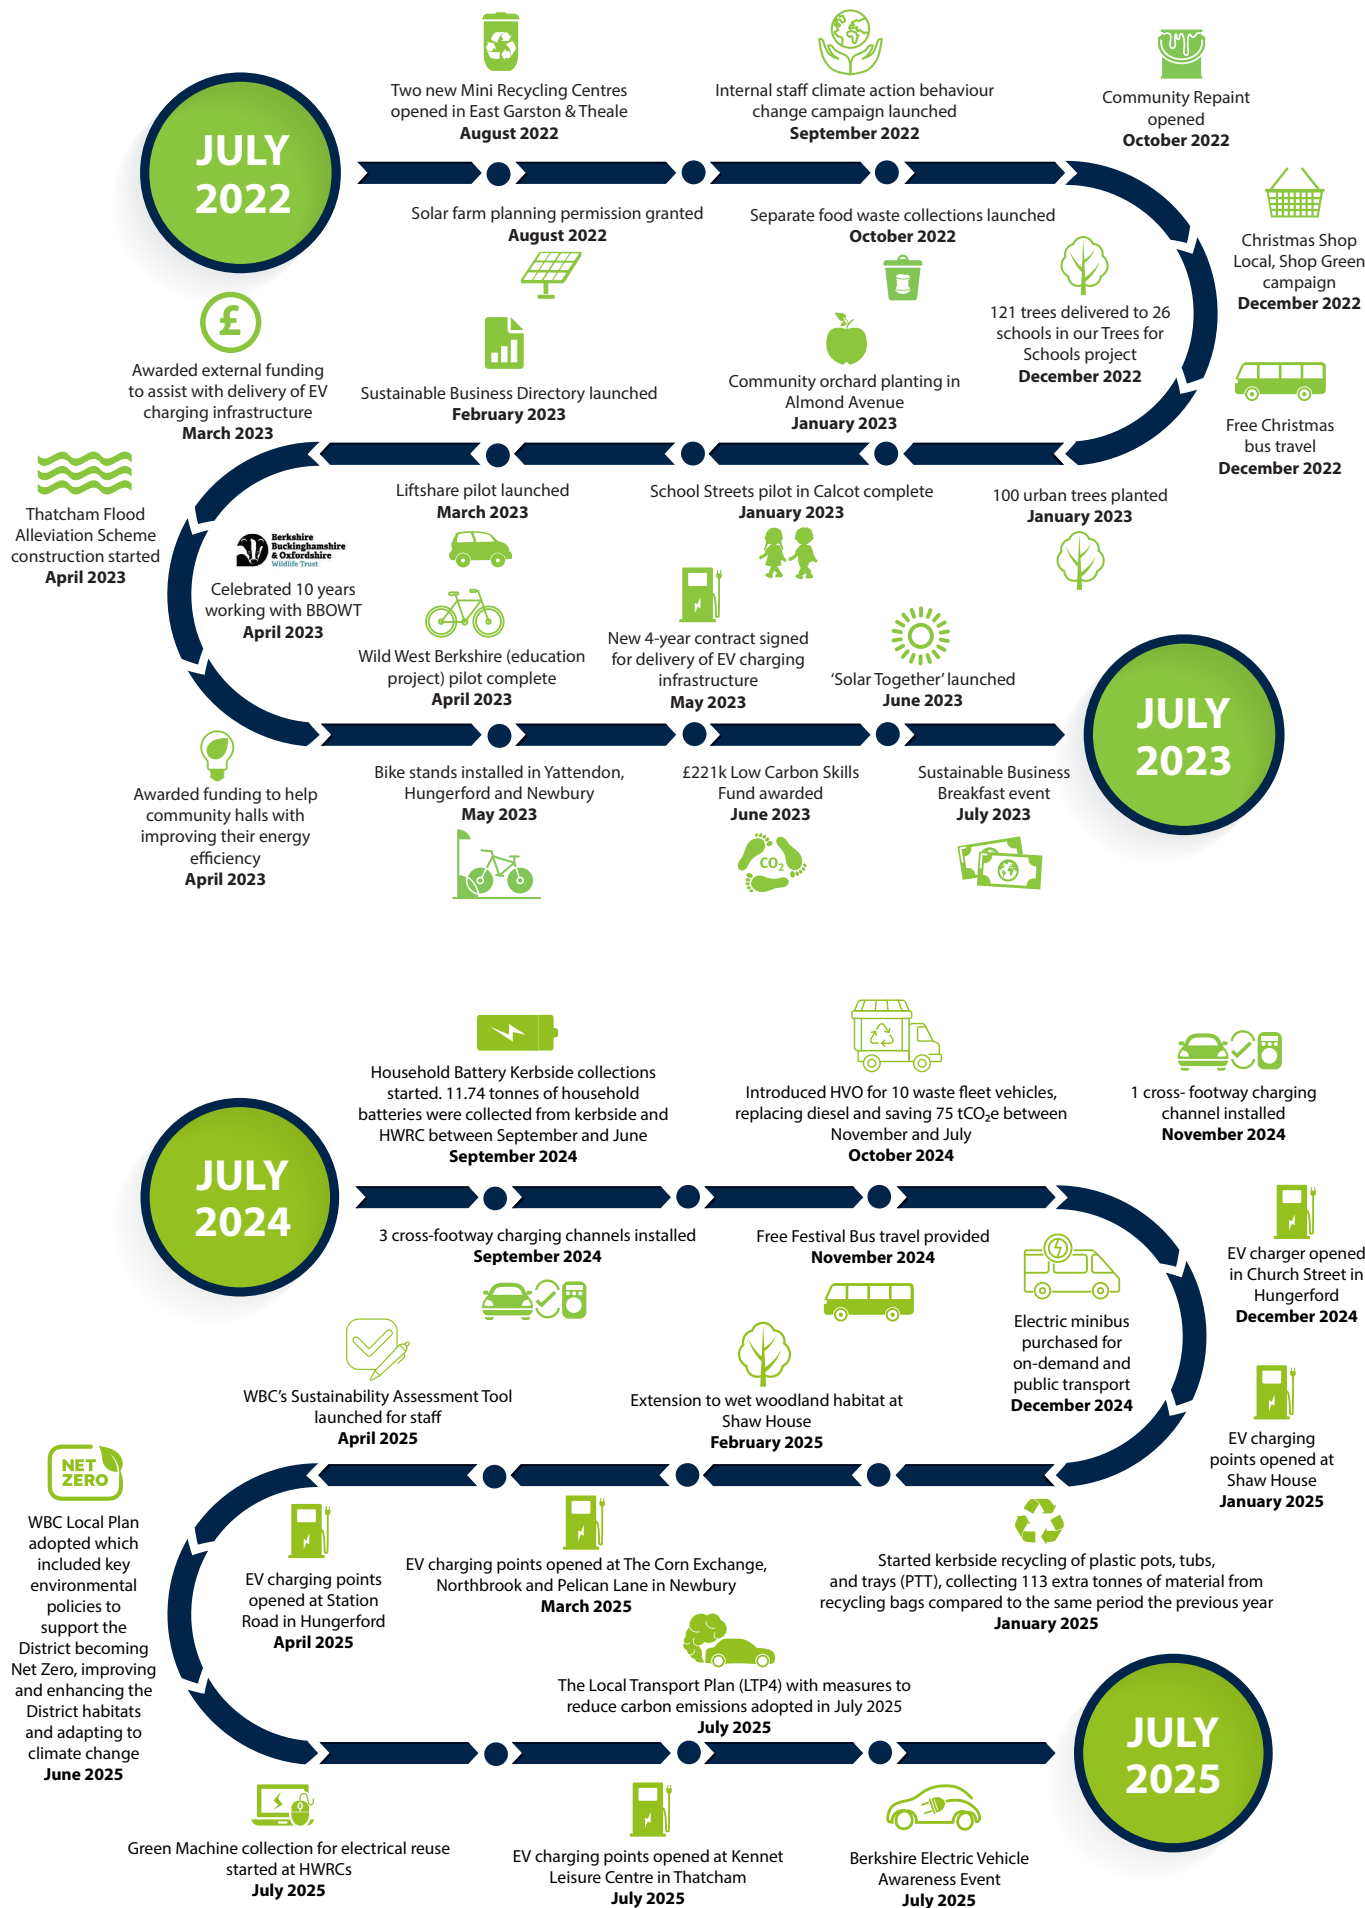 JULY
2022
Two new Mini Recycling Centres
opened in East Garston & Theale
August 2022
Internal staff climate action behaviour
change campaign launched
September 2022
Community Repaint
opened
October 2022
Solar farm planning permission granted
August 2022
Separate food waste collections launched
October 2022
Christmas Shop
Local, Shop Green
campaign
December 2022
121 trees delivered to 26
schools in our Trees for
Schools project
December 2022
Free Christmas
bus travel
December 2022
£
Awarded external funding
to assist with delivery of EV
charging infrastructure
March 2023
Sustainable Business Directory launched
February 2023
Community orchard planting in
Almond Avenue
January 2023
Liftshare pilot launched
March 2023
School Streets pilot in Calcot complete
January 2023
100 urban trees planted
January 2023
Thatcham Flood
Alleviation Scheme
construction started
April 2023
Berkshire
Buckinghamshire
& Oxfordshire
Wildlife Trust
Celebrated 10 years
working with BBOWT
April 2023
Wild West Berkshire (education
project) pilot complete
April 2023
New 4-year contract signed
for delivery of EV charging
infrastructure
May 2023
‘Solar Together’ launched
June 2023
JULY
2023
Awarded funding to help
community halls with
improving their energy
efficiency
April 2023
Bike stands installed in Yattendon,
Hungerford and Newbury
May 2023
£221k Low Carbon Skills
Fund awarded
June 2023
CO₂
Sustainable Business
Breakfast event
July 2023
JULY
2024
Household Battery Kerbside collections
started. 11.74 tonnes of household
batteries were collected from kerbside and
HWRC between September and June
September 2024
Introduced HVO for 10 waste fleet vehicles,
replacing diesel and saving 75 tCO₂e between
November and July
October 2024
1 cross- footway charging
channel installed
November 2024
3 cross-footway charging channels installed
September 2024
Free Festival Bus travel provided
November 2024
EV charger opened
in Church Street in
Hungerford
December 2024
Electric minibus
purchased for
on-demand and
public transport
December 2024
EV charging
points opened at
Shaw House
January 2025
WBC’s Sustainability Assessment Tool
launched for staff
April 2025
Extension to wet woodland habitat at
Shaw House
February 2025
NET
ZERO
WBC Local Plan
adopted which
included key
environmental
policies to
support the
District becoming
Net Zero, improving
and enhancing the
District habitats
and adapting to
climate change
June 2025
EV charging points
opened at Station
Road in Hungerford
April 2025
EV charging points opened at The Corn Exchange,
Northbrook and Pelican Lane in Newbury
March 2025
Started kerbside recycling of plastic pots, tubs,
and trays (PTT), collecting 113 extra tonnes of material from
recycling bags compared to the same period the previous year
January 2025
The Local Transport Plan (LTP4) with measures to
reduce carbon emissions adopted in July 2025
July 2025
JULY
2025
Green Machine collection for electrical reuse
started at HWRCs
July 2025
EV charging points opened at Kennet
Leisure Centre in Thatcham
July 2025
Berkshire Electric Vehicle
Awareness Event
July 2025